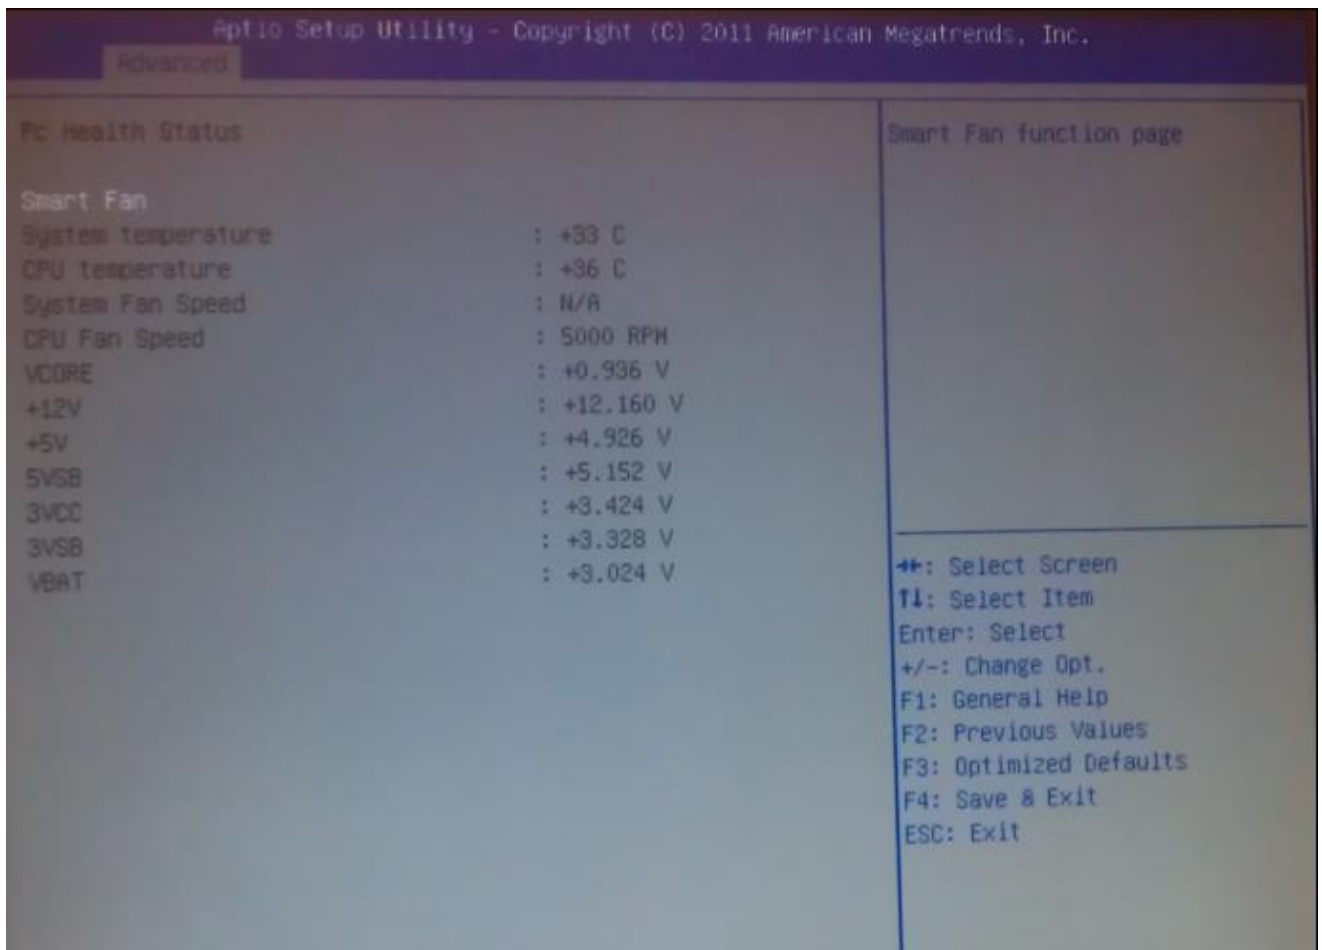 Aptio Setup Utility - Copyright (C) 2011 American Megatrends, Inc.
Advanced
Pc Health Status
Smart Fan
System temperature : +33 C
CPU temperature : +36 C
System Fan Speed : N/A
CPU Fan Speed : 5000 RPM
VCORE : +0.936 V
+12V : +12.160 V
+5V : +4.926 V
5VSB : +5.152 V
3VCC : +3.424 V
3VSB : +3.328 V
VBAT : +3.024 V
Smart Fan function page
→←: Select Screen
↑↓: Select Item
Enter: Select
+/-: Change Opt.
F1: General Help
F2: Previous Values
F3: Optimized Defaults
F4: Save & Exit
ESC: Exit